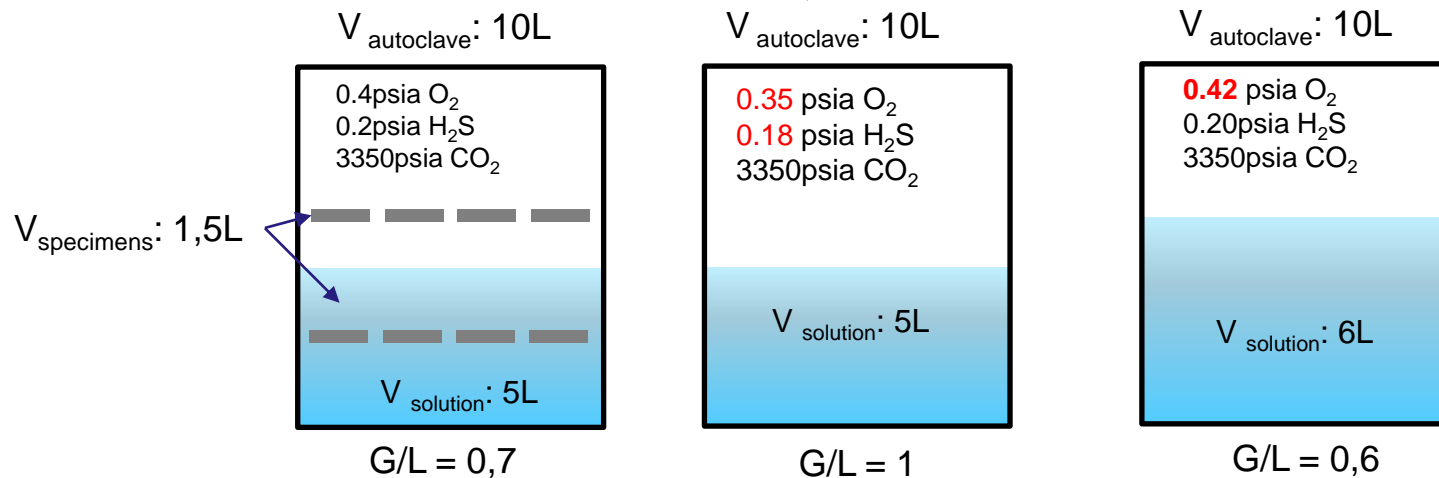 V autoclave: 10L
0.4psia O2
0.2psia H2S
3350psia CO2
V specimens: 1,5L
V solution: 5L
G/L = 0,7
V autoclave: 10L
0.35 psia O2
0.18 psia H2S
3350psia CO2
V solution: 5L
G/L = 1
V autoclave: 10L
0.42 psia O2
0.20psia H2S
3350psia CO2
V solution: 6L
G/L = 0,6